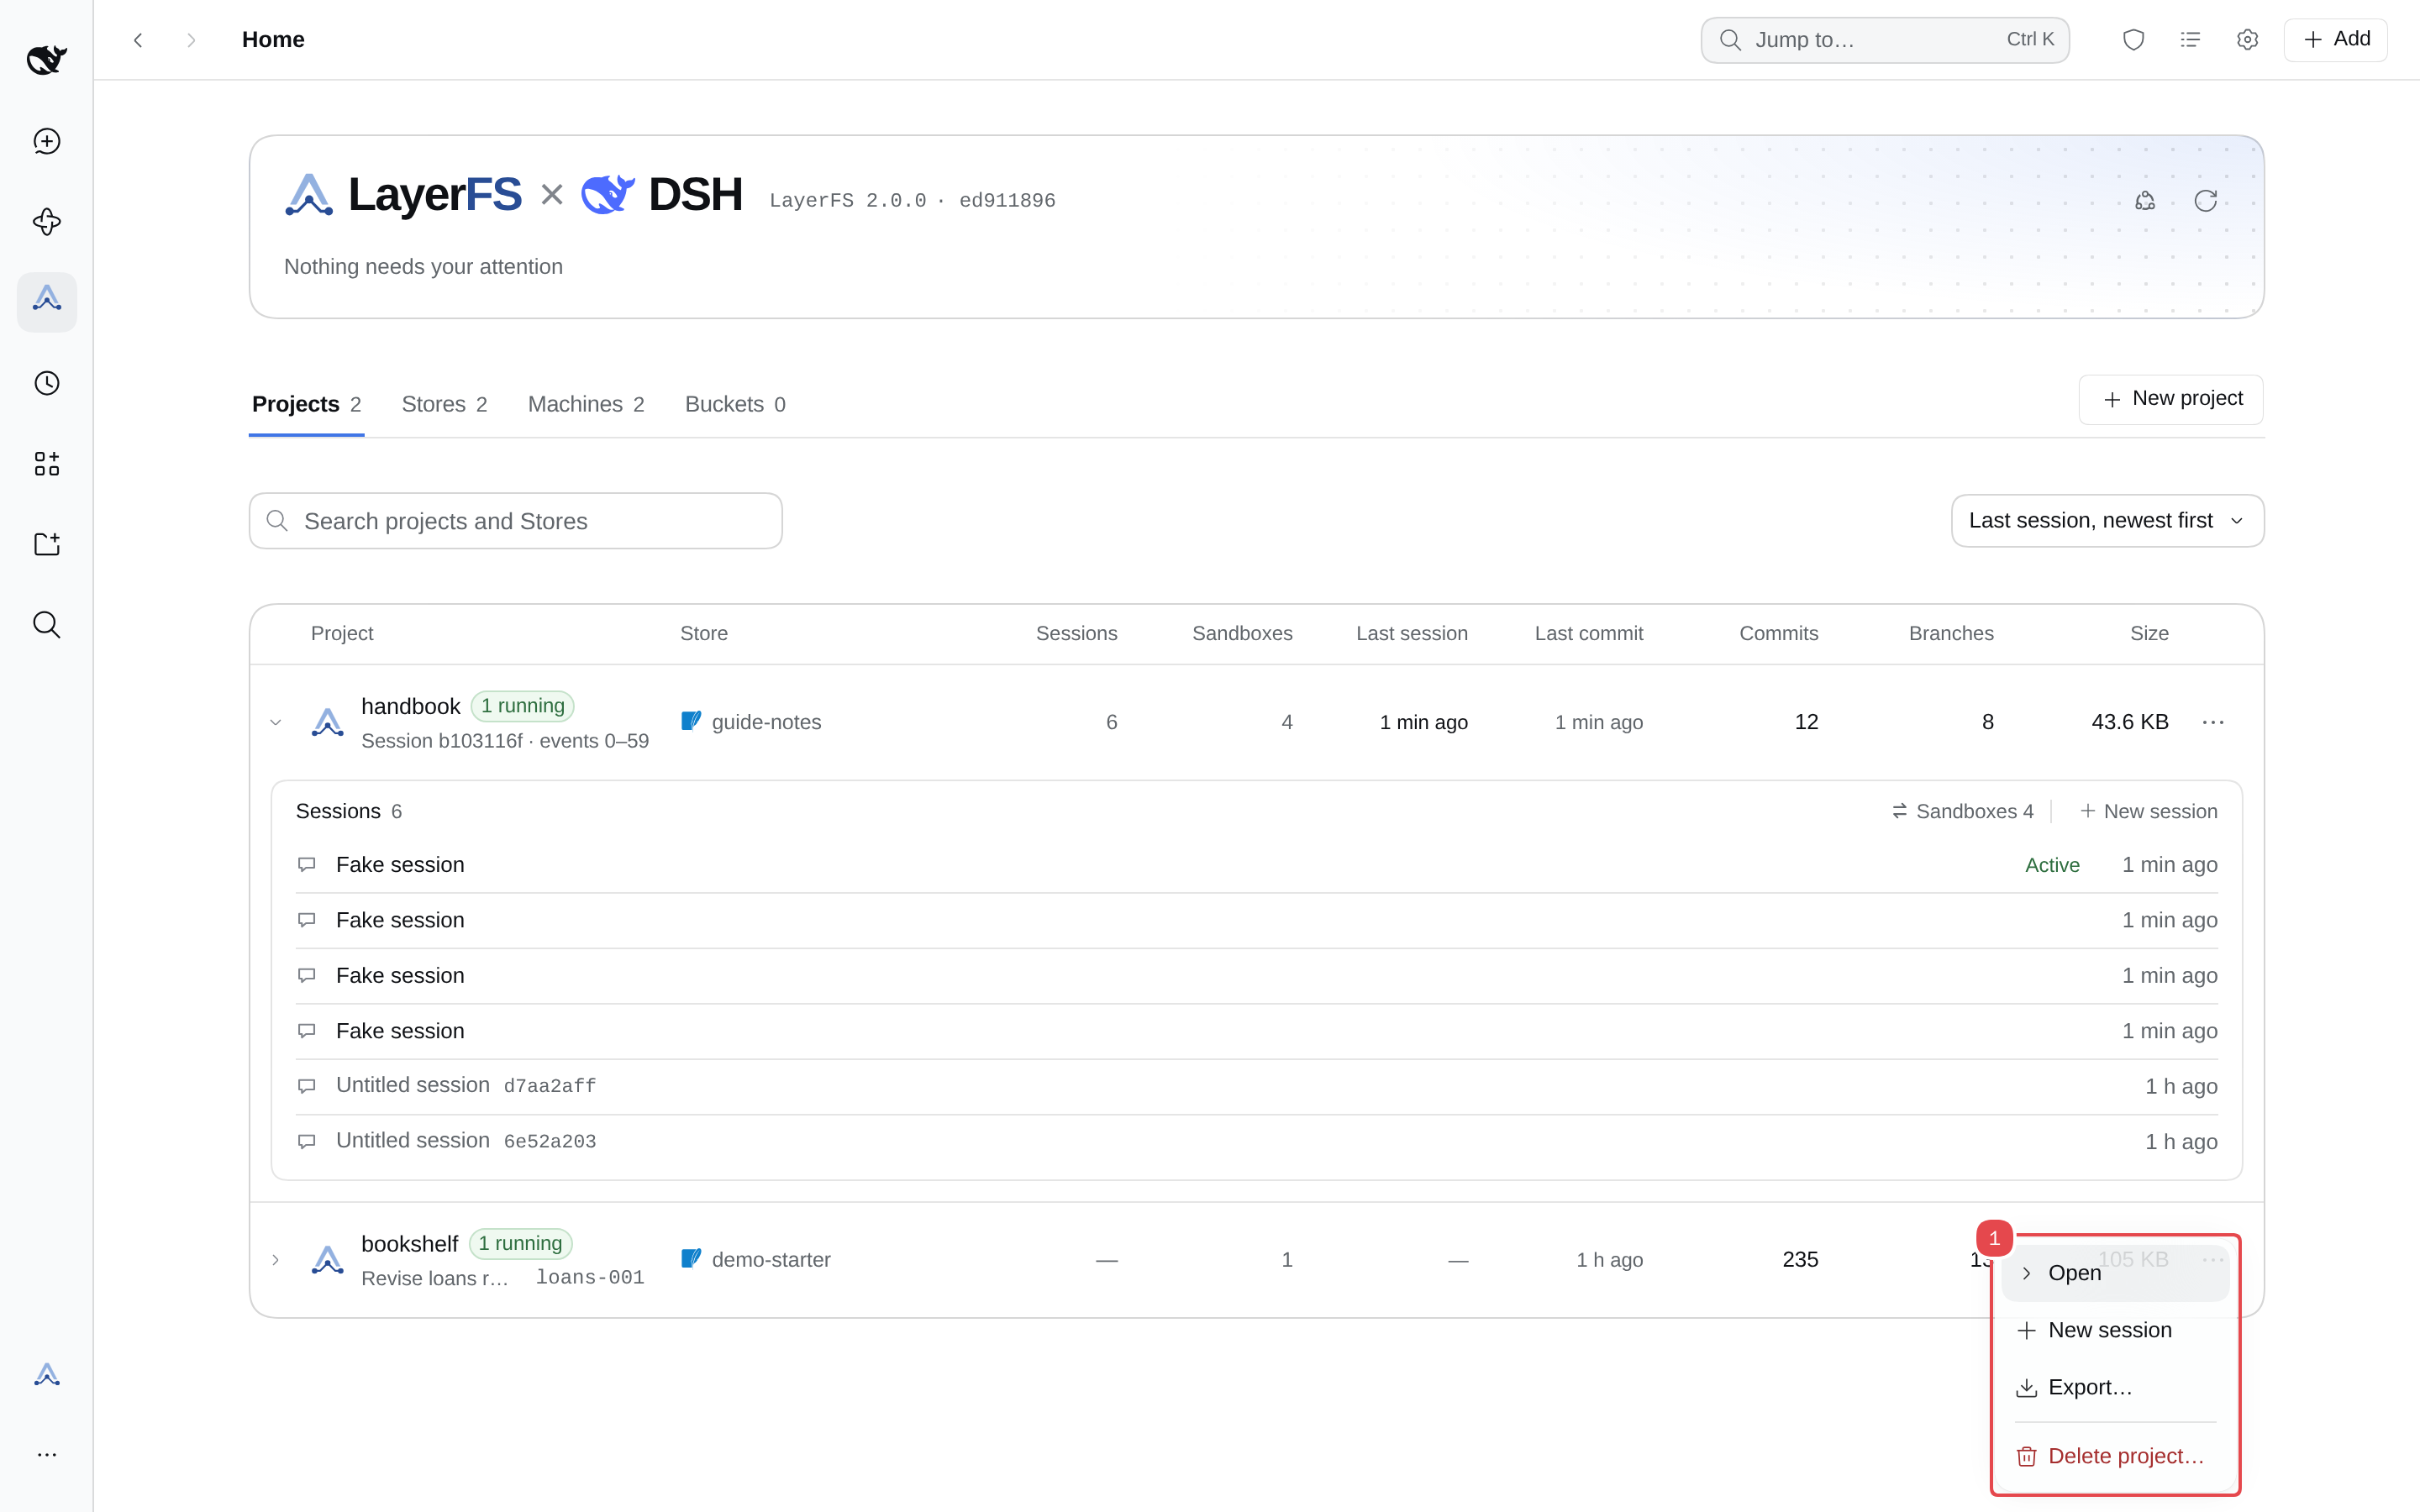 Home
Jump to…
Ctrl K
Add
LayerFS × DSH LayerFS 2.0.0 · ed911896
Nothing needs your attention
Projects 2
Stores 2
Machines 2
Buckets 0
New project
Search projects and Stores
Last session, newest first
Project Store Sessions Sandboxes Last session Last commit Commits Branches Size
handbook 1 running
Session b103116f · events 0–59
guide-notes 6 4 1 min ago 1 min ago 12 8 43.6 KB
Sessions 6
Sandboxes 4
New session
Fake session Active 1 min ago
Fake session 1 min ago
Fake session 1 min ago
Fake session 1 min ago
Untitled session d7aa2aff 1 h ago
Untitled session 6e52a203 1 h ago
bookshelf 1 running
Revise loans r… loans-001
demo-starter — 1 — 1 h ago 235 105 KB
1
Open
New session
Export…
Delete project…